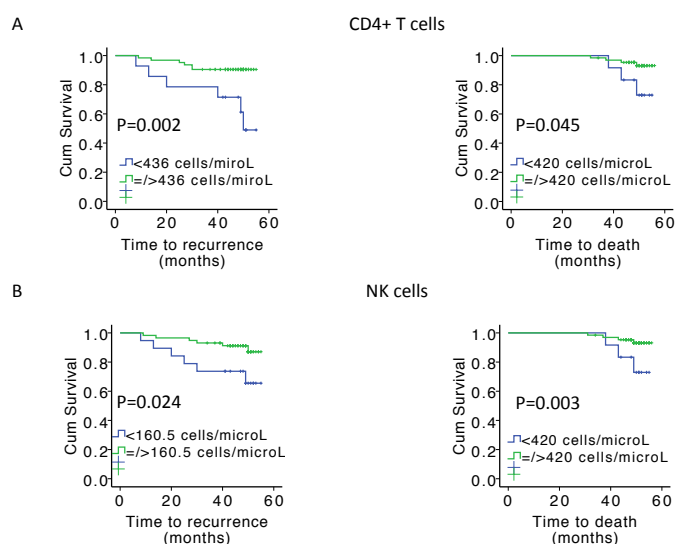 A
CD4+ T cells
1.0
0.8
0.6
0.4
0.2
0.0
Cum Survival
P=0.002
<436 cells/miroL
=/>436 cells/miroL
0 20 40 60
Time to recurrence
(months)
1.0
0.8
0.6
0.4
0.2
0.0
Cum Survival
P=0.045
<420 cells/microL
=/>420 cells/microL
0 20 40 60
Time to death
(months)
B
NK cells
1.0
0.8
0.6
0.4
0.2
0.0
Cum Survival
P=0.024
<160.5 cells/microL
=/>160.5 cells/microL
0 20 40 60
Time to recurrence
(months)
1.0
0.8
0.6
0.4
0.2
0.0
Cum Survival
P=0.003
<420 cells/microL
=/>420 cells/microL
0 20 40 60
Time to death
(months)